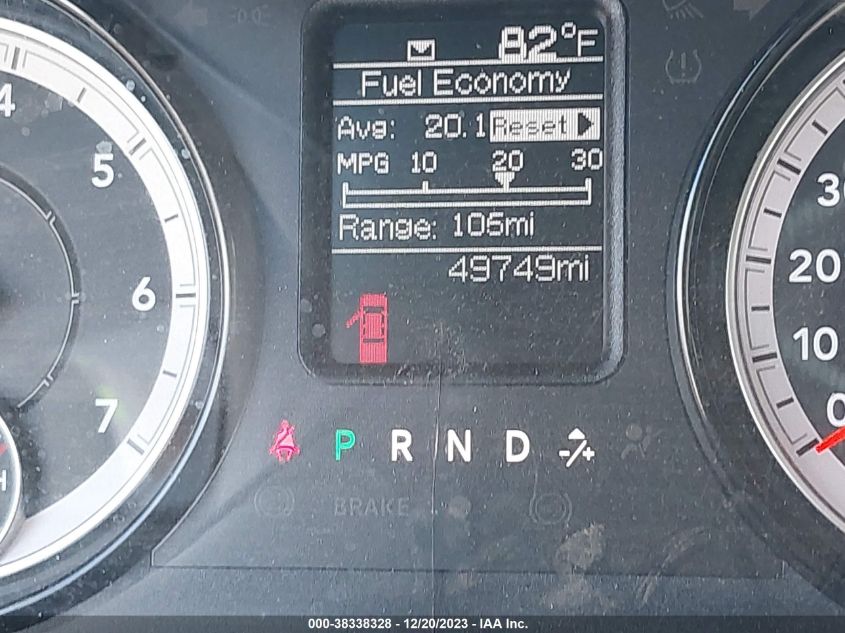 82°F
Fuel Economy
Avg: 20.1 Reset
MPG 10 20 30
Range: 106mi
49749mi
4
5
6
7
H
30
20
10
0
P R N D -/+
BRAKE
000-38338328 - 12/20/2023 - IAA Inc.